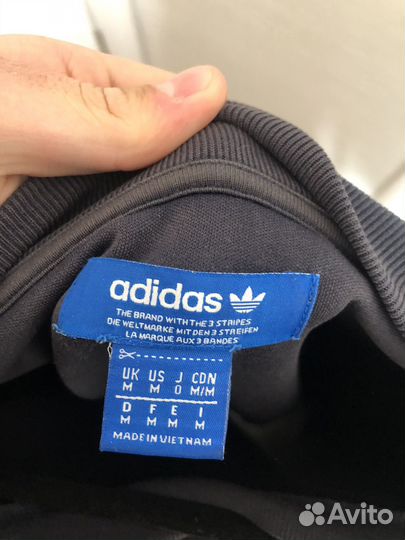 adidas
THE BRAND WITH THE 3 STRIPES
DIE WELTMARKE MIT DEN 3 STREIFEN
LA MARQUE AUX 3 BANDES
UK US J CDN
M M O M/M
D F E I
M M M M
MADE IN VIETNAM
Avito